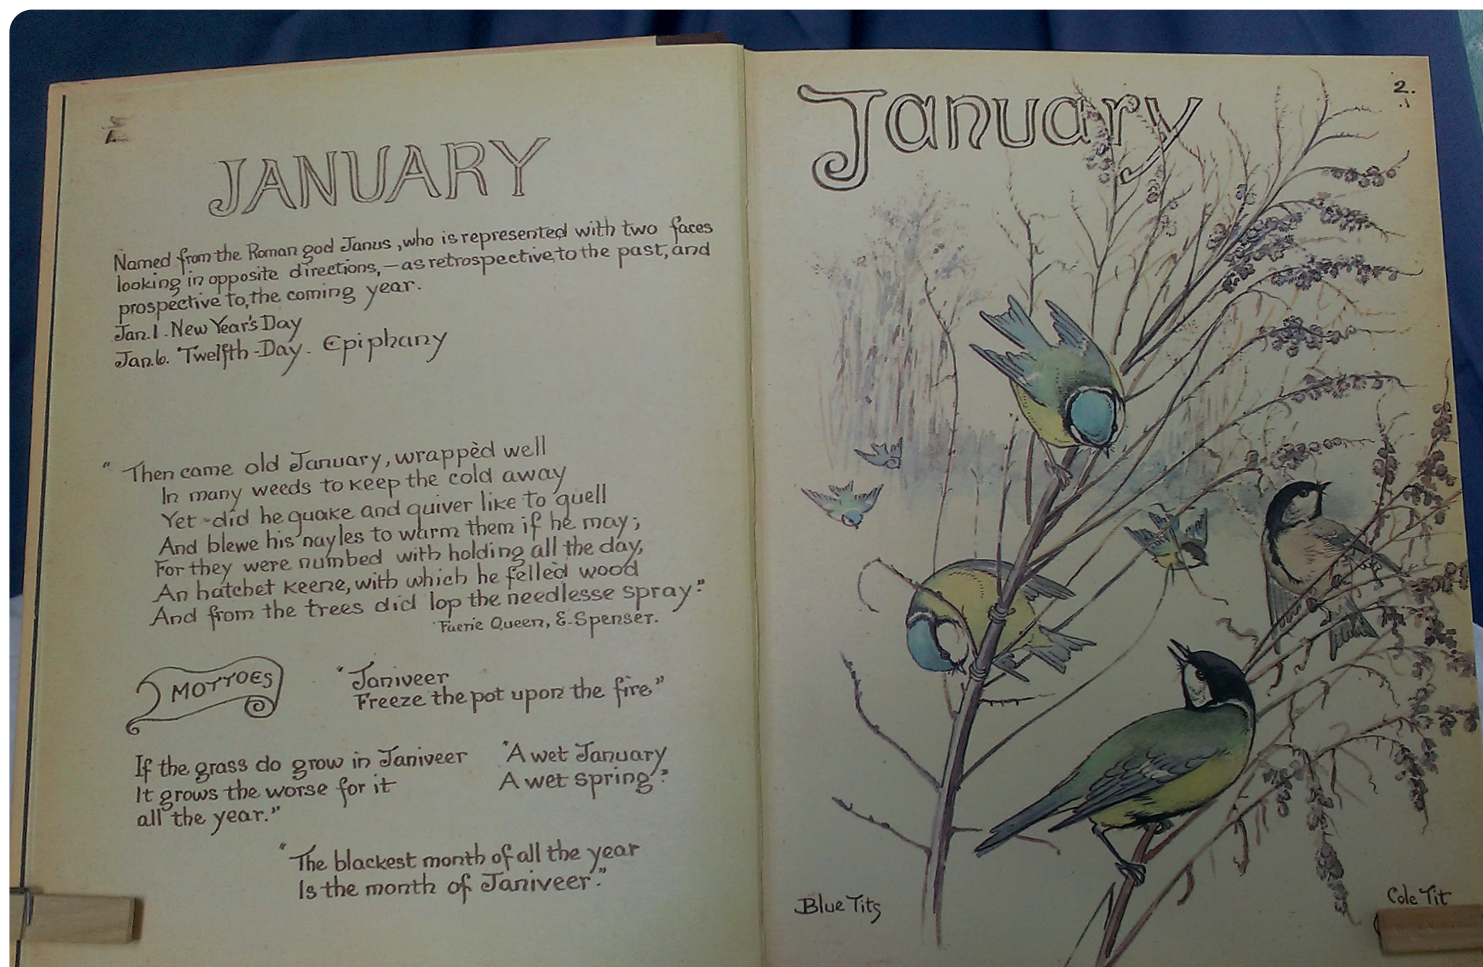 JANUARY
Named from the Roman god Janus, who is represented with two faces
looking in opposite directions, — as retrospective to the past, and
prospective to, the coming year.
Jan. 1. New Year's Day
Jan. 6. Twelfth-Day. Epiphany
" Then came old January, wrappèd well
In many weeds to keep the cold away
Yet did he quake and quiver like to quell
And blewe his nayles to warm them if he may;
For they were numbed with holding all the day,
An hatchet keene, with which he fellèd wood
And from the trees did lop the needlesse spray."
Faerie Queen, E. Spenser.
MOTTOES
"Janiveer
Freeze the pot upon the fire"
If the grass do grow in Janiveer
It grows the worse for it
all the year."
"A wet January
A wet spring."
"The blackest month of all the year
Is the month of Janiveer."
January
2.
Blue Tits
Cole Tit